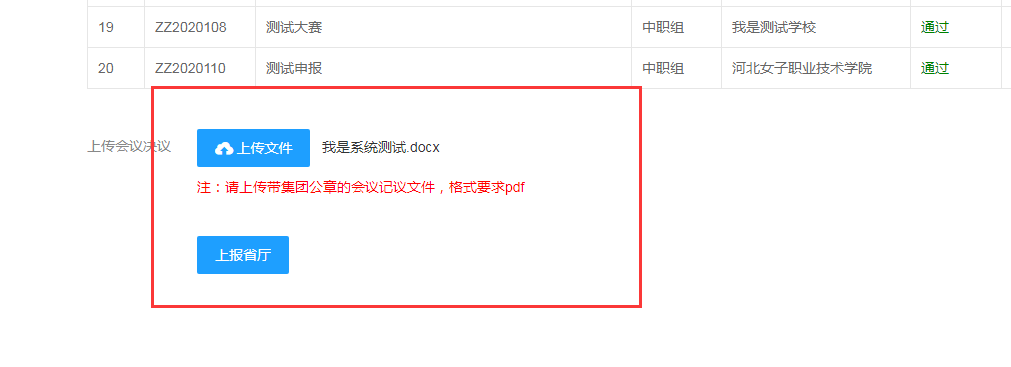 19 ZZ2020108 测试大赛 中职组 我是测试学校 通过
20 ZZ2020110 测试申报 中职组 河北女子职业技术学院 通过
上传会议决议 上传文件 我是系统测试.docx
注：请上传带集团公章的会议记议文件，格式要求pdf
上报省厅